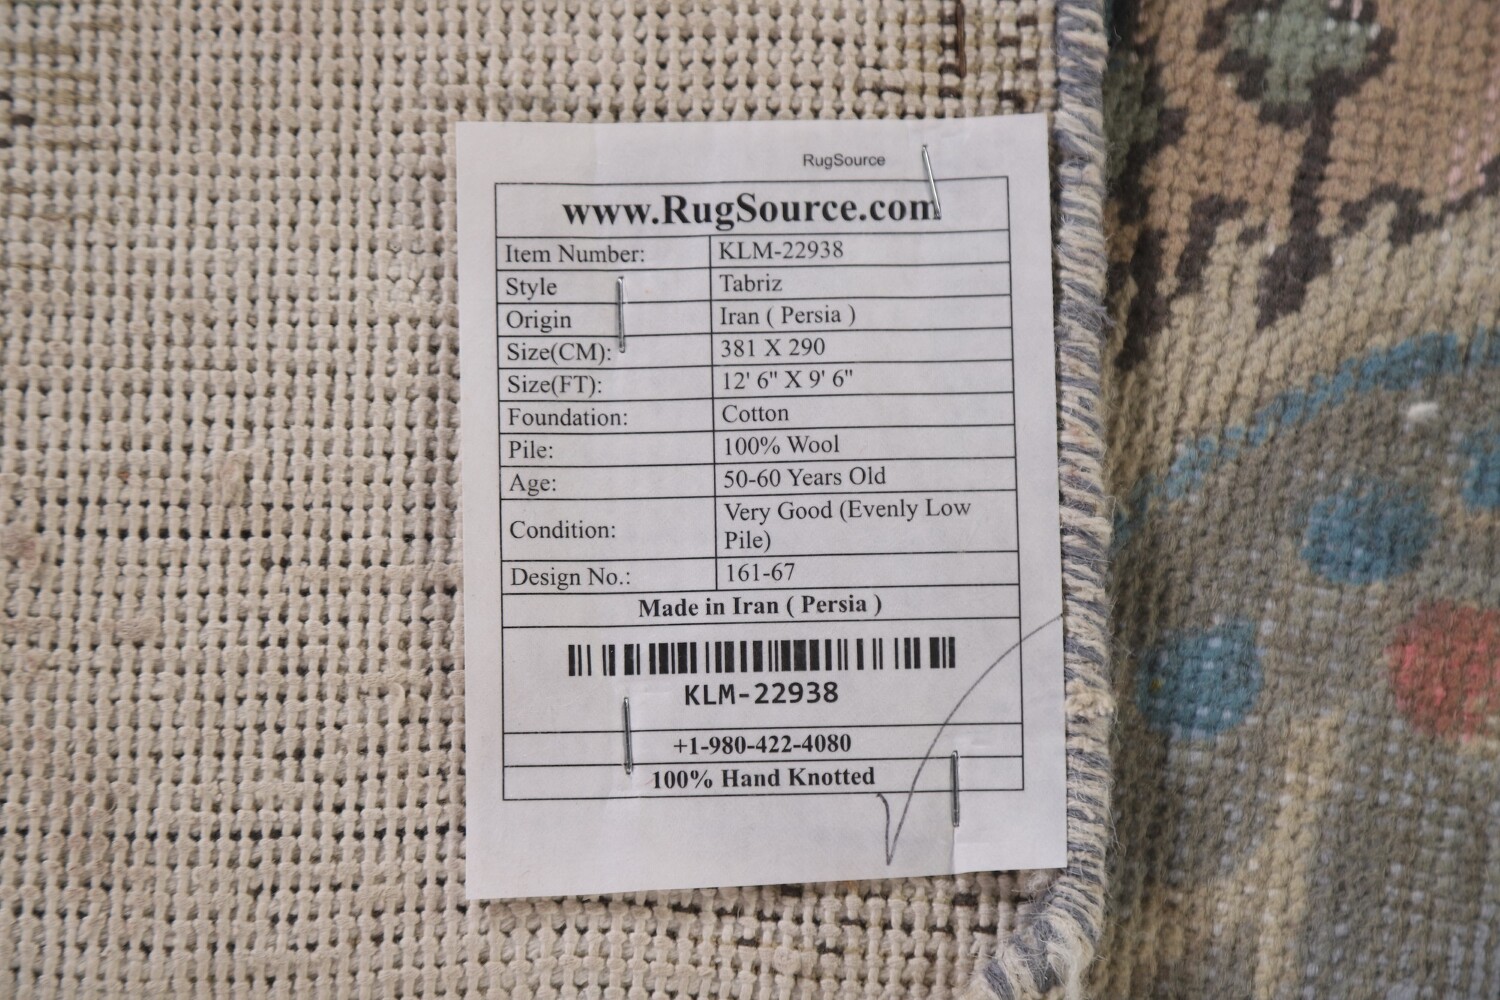 RugSource
www.RugSource.com
Item Number: KLM-22938
Style Tabriz
Origin Iran ( Persia )
Size(CM): 381 X 290
Size(FT): 12' 6" X 9' 6"
Foundation: Cotton
Pile: 100% Wool
Age: 50-60 Years Old
Condition: Very Good (Evenly Low
Pile)
Design No.: 161-67
Made in Iran ( Persia )
KLM-22938
+1-980-422-4080
100% Hand Knotted